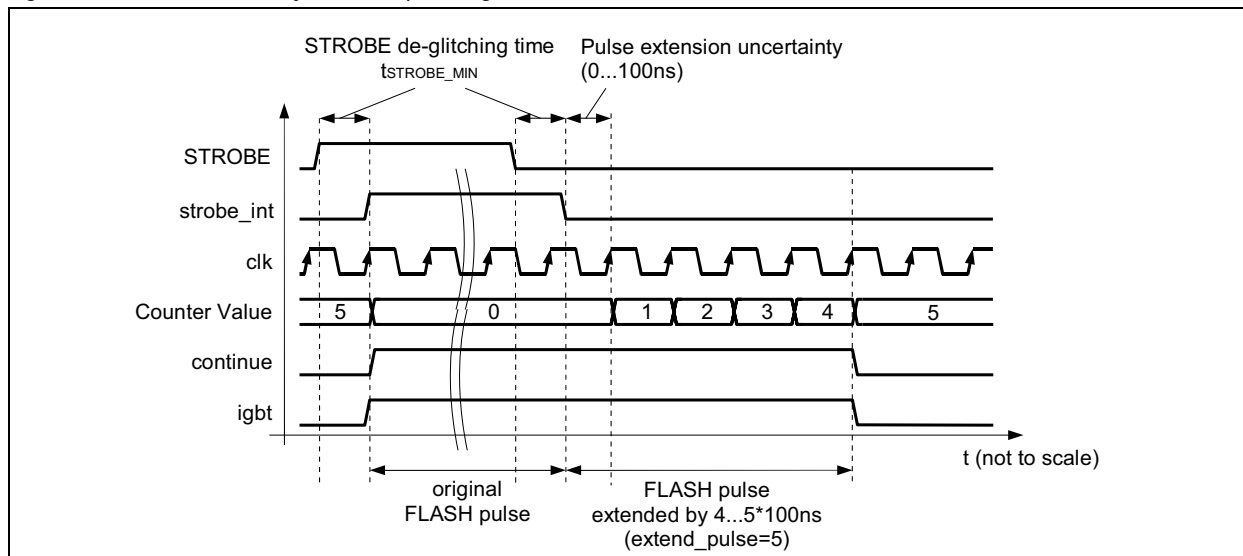 STROBE de-glitching time
tSTROBE_MIN
Pulse extension uncertainty
(0...100ns)
STROBE
strobe_int
clk
Counter Value
5
0
1
2
3
4
5
continue
igbt
t (not to scale)
original
FLASH pulse
FLASH pulse
extended by 4...5*100ns
(extend_pulse=5)